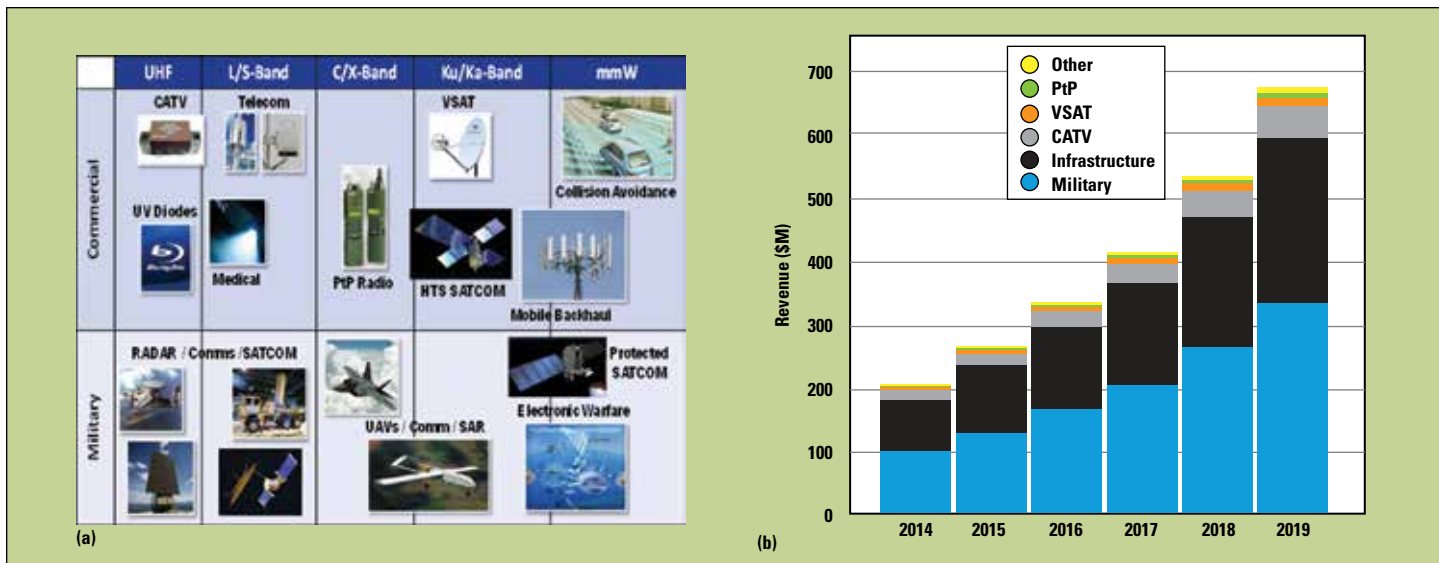 UHF L/S-Band C/X-Band Ku/Ka-Band mmW
Commercial
CATV Telecom VSAT
Collision Avoidance
UV Diodes
Medical PtP Radio HTS SATCOM
Mobile Backhaul
Military
RADAR / Comms /SATCOM
Protected
SATCOM
Electronic Warfare
UAVs / Comm / SAR
(a)
Other
PtP
VSAT
CATV
Infrastructure
Military
Revenue ($M)
700
600
500
400
300
200
100
0
2014 2015 2016 2017 2018 2019
(b)